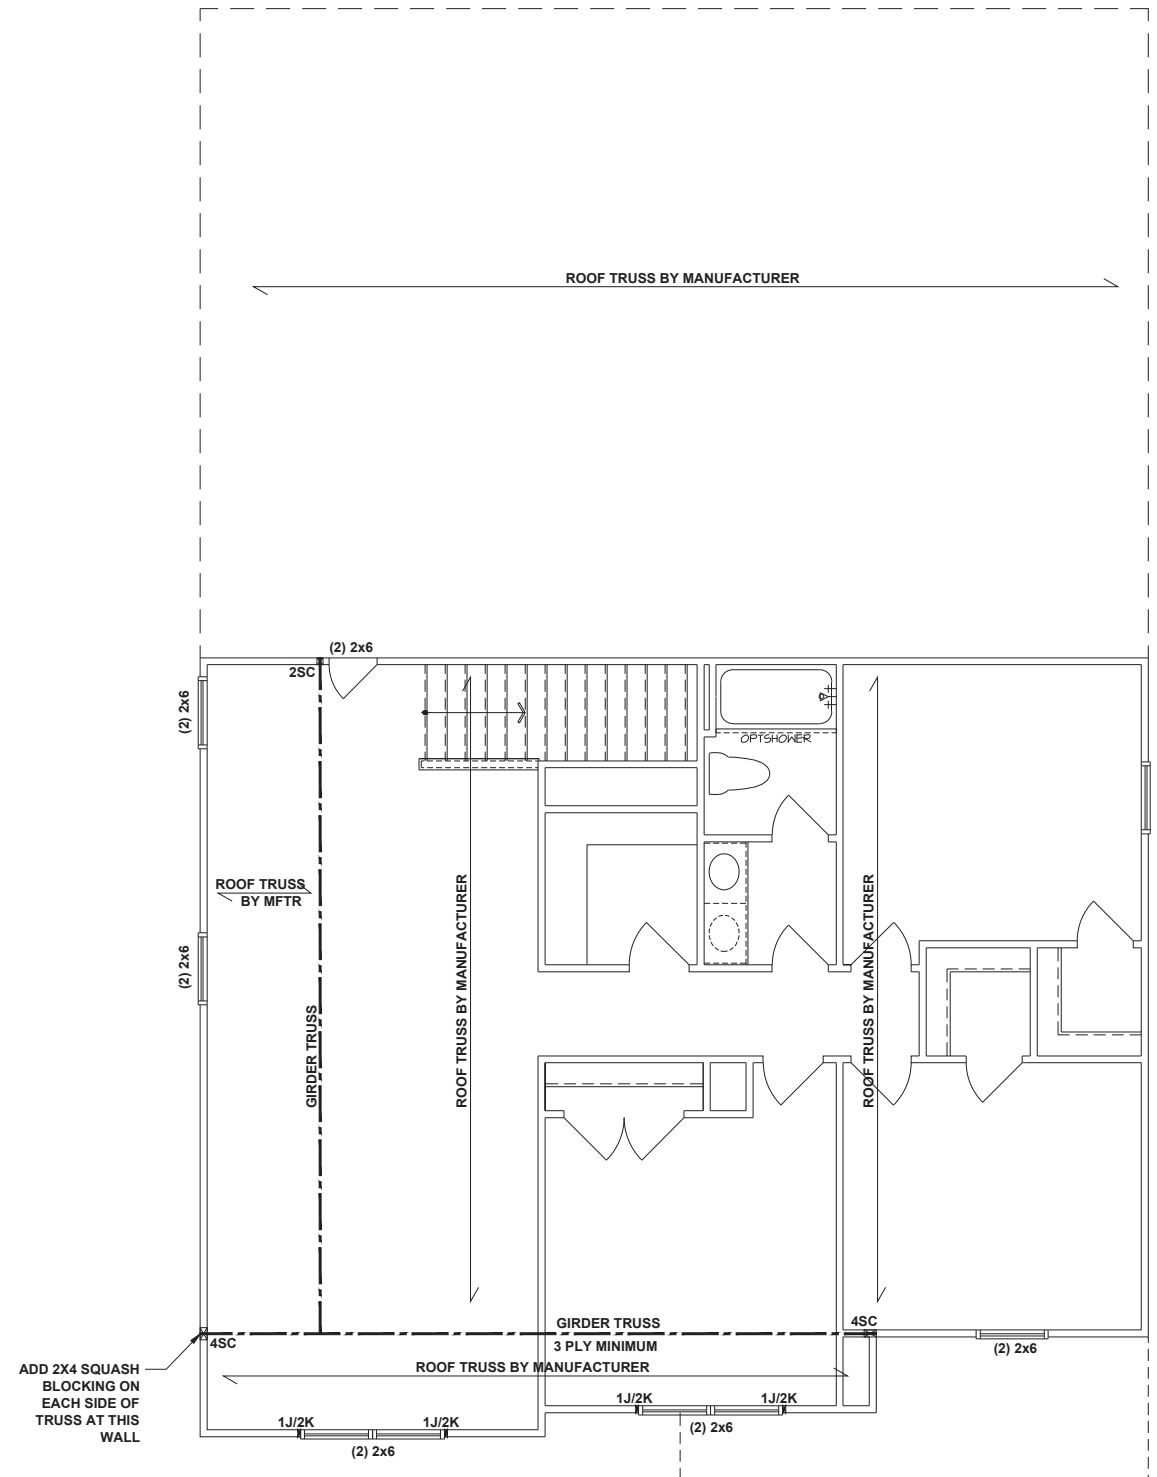 ROOF TRUSS BY MANUFACTURER
(2) 2x6
2SC
(2) 2x6
OPTSHOWER
ROOF TRUSS
BY MFTR
ROOF TRUSS BY MANUFACTURER
ROOF TRUSS BY MANUFACTURER
(2) 2x6
GIRDER TRUSS
GIRDER TRUSS
4SC
4SC
3 PLY MINIMUM
(2) 2x6
ROOF TRUSS BY MANUFACTURER
ADD 2X4 SQUASH
BLOCKING ON
EACH SIDE OF
TRUSS AT THIS
WALL
1J/2K
1J/2K
1J/2K
1J/2K
(2) 2x6
(2) 2x6